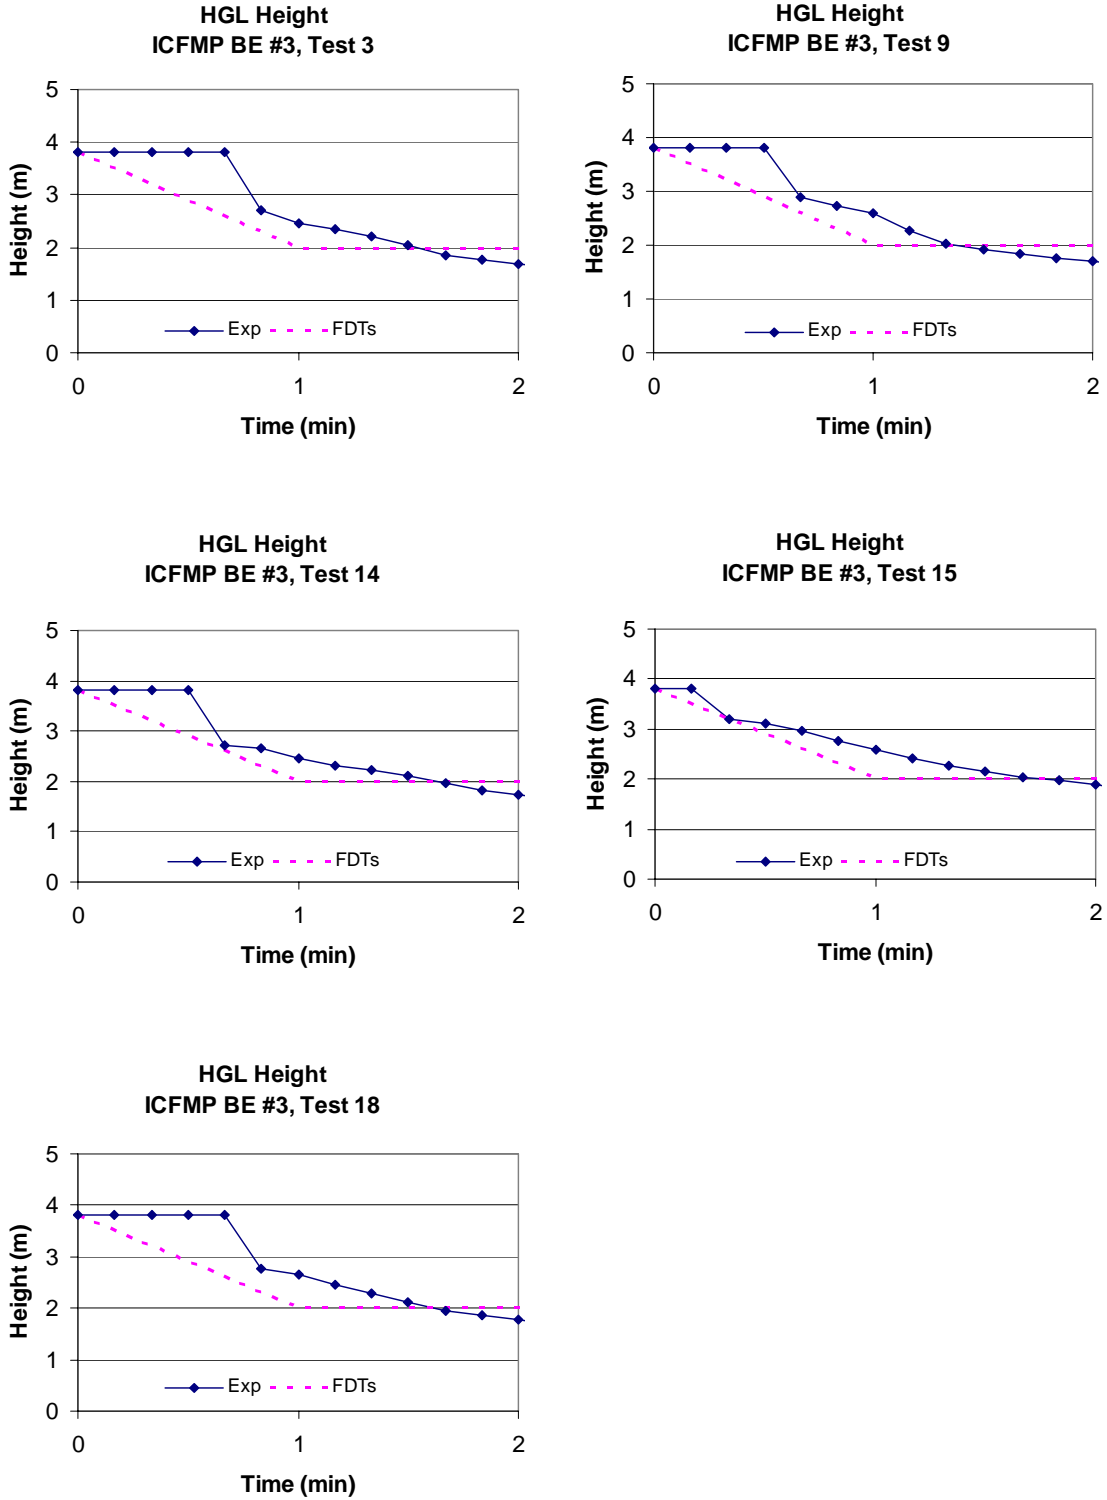 HGL Height
ICFMP BE #3, Test 3
5
4
3
2
1
0
Height (m)
Exp
FDTs
0 1 2
Time (min)
HGL Height
ICFMP BE #3, Test 9
5
4
3
2
1
0
Height (m)
Exp
FDTs
0 1 2
Time (min)
HGL Height
ICFMP BE #3, Test 14
5
4
3
2
1
0
Height (m)
Exp
FDTs
0 1 2
Time (min)
HGL Height
ICFMP BE #3, Test 15
5
4
3
2
1
0
Height (m)
Exp
FDTs
0 1 2
Time (min)
HGL Height
ICFMP BE #3, Test 18
5
4
3
2
1
0
Height (m)
Exp
FDTs
0 1 2
Time (min)